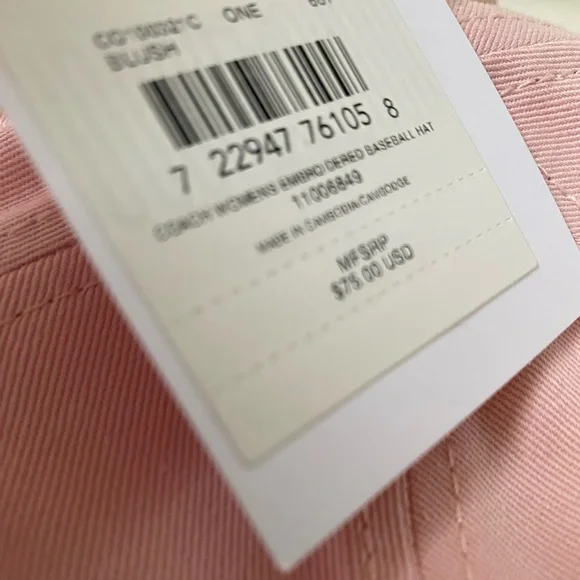 ONE
BLUSH
7 22947 76105 8
COACH WOMENS EMBROIDERED BASEBALL HAT
11006849
MADE IN CAMBODIA/CAMBODGE
MFSRP
$75.00 USD